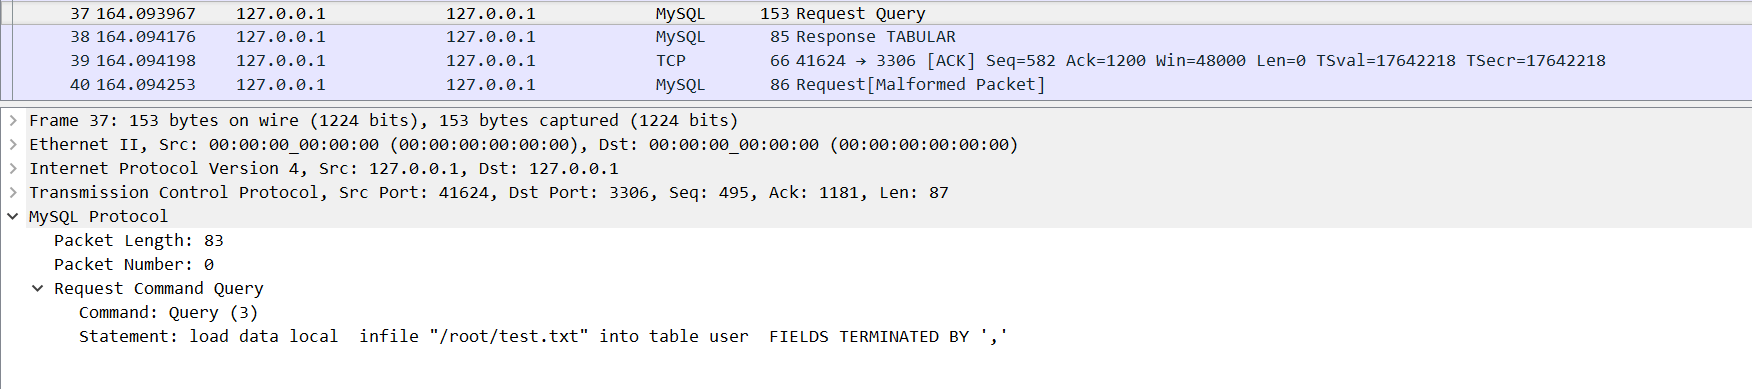 37 164.093967 127.0.0.1 127.0.0.1 MySQL 153 Request Query
38 164.094176 127.0.0.1 127.0.0.1 MySQL 85 Response TABULAR
39 164.094198 127.0.0.1 127.0.0.1 TCP 66 41624 → 3306 [ACK] Seq=582 Ack=1200 Win=48000 Len=0 TSval=17642218 TSecr=17642218
40 164.094253 127.0.0.1 127.0.0.1 MySQL 86 Request[Malformed Packet]
Frame 37: 153 bytes on wire (1224 bits), 153 bytes captured (1224 bits)
Ethernet II, Src: 00:00:00_00:00:00 (00:00:00:00:00:00), Dst: 00:00:00_00:00:00 (00:00:00:00:00:00)
Internet Protocol Version 4, Src: 127.0.0.1, Dst: 127.0.0.1
Transmission Control Protocol, Src Port: 41624, Dst Port: 3306, Seq: 495, Ack: 1181, Len: 87
MySQL Protocol
Packet Length: 83
Packet Number: 0
Request Command Query
Command: Query (3)
Statement: load data local  infile "/root/test.txt" into table user  FIELDS TERMINATED BY ','